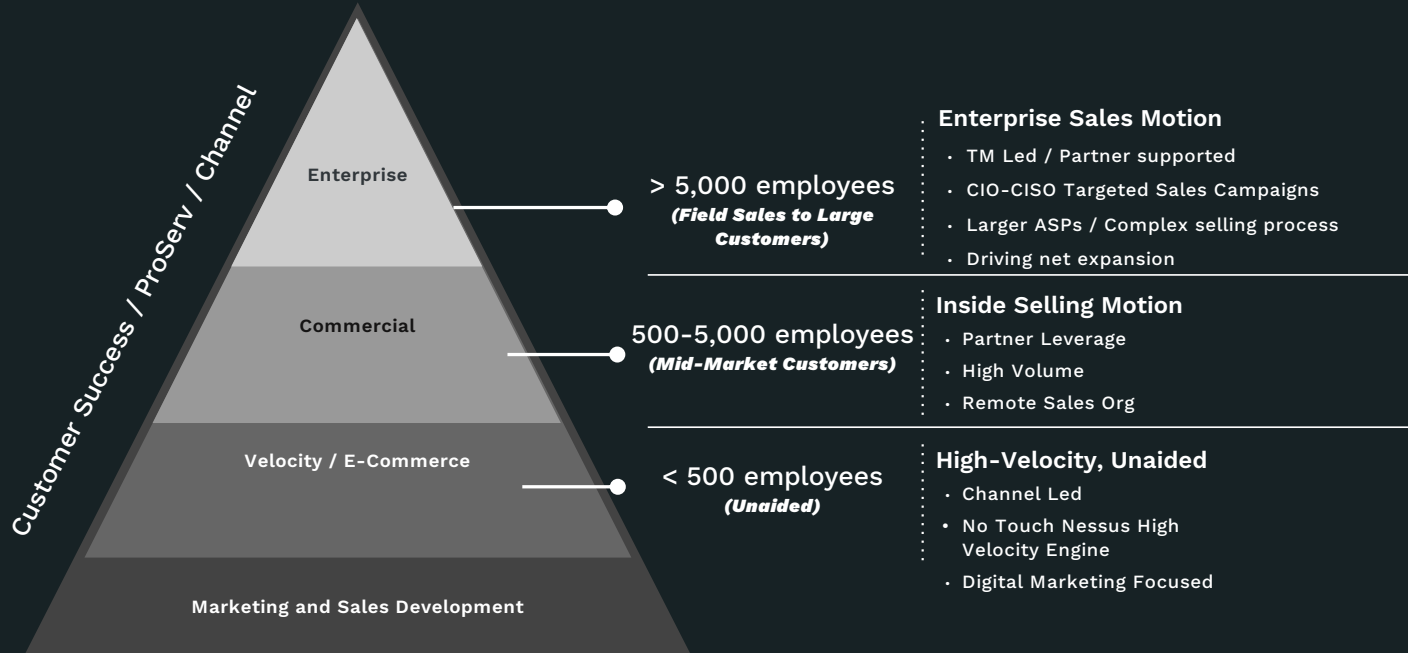 Customer Success / ProServ / Channel
Enterprise
Commercial
Velocity / E-Commerce
Marketing and Sales Development
> 5,000 employees
(Field Sales to Large
Customers)
Enterprise Sales Motion
• TM Led / Partner supported
• CIO-CISO Targeted Sales Campaigns
• Larger ASPs / Complex selling process
• Driving net expansion
500-5,000 employees
(Mid-Market Customers)
Inside Selling Motion
• Partner Leverage
• High Volume
• Remote Sales Org
< 500 employees
(Unaided)
High-Velocity, Unaided
• Channel Led
• No Touch Nessus High
Velocity Engine
• Digital Marketing Focused